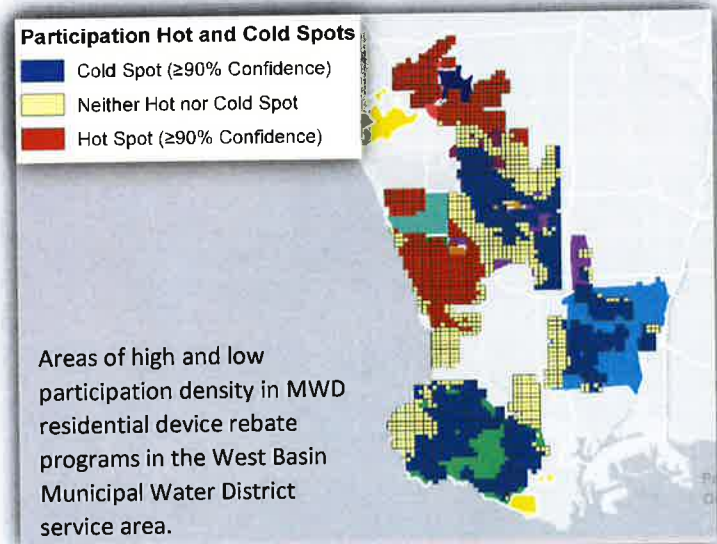 Participation Hot and Cold Spots
Cold Spot (≥90% Confidence)
Neither Hot nor Cold Spot
Hot Spot (≥90% Confidence)
Areas of high and low
participation density in MWD
residential device rebate
programs in the West Basin
Municipal Water District
service area.